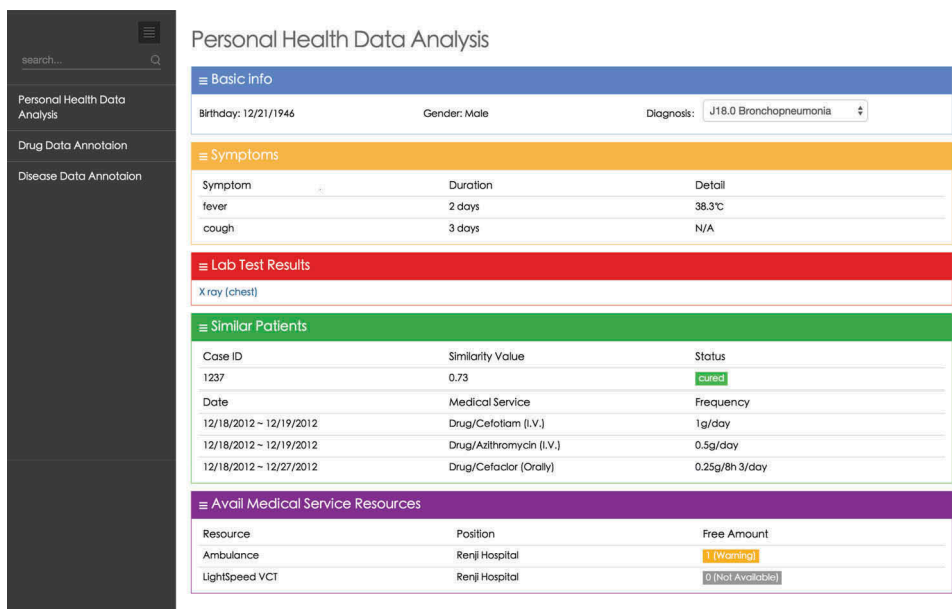 search...
Personal Health Data
Analysis
Drug Data Annotaion
Disease Data Annotaion
Personal Health Data Analysis
Basic info
Birthday: 12/21/1946 Gender: Male Diagnosis: J18.0 Bronchopneumonia
Symptoms
Symptom Duration Detail
fever 2 days 38.3℃
cough 3 days N/A
Lab Test Results
X ray (chest)
Similar Patients
Case ID Similarity Value Status
1237 0.73 cured
Date Medical Service Frequency
12/18/2012 ~ 12/19/2012 Drug/Cefotiam (I.V.) 1g/day
12/18/2012 ~ 12/19/2012 Drug/Azithromycin (I.V.) 0.5g/day
12/18/2012 ~ 12/27/2012 Drug/Cefaclor (Orally) 0.25g/8h 3/day
Avail Medical Service Resources
Resource Position Free Amount
Ambulance Renji Hospital 1 (Warning)
LightSpeed VCT Renji Hospital 0 (Not Available)